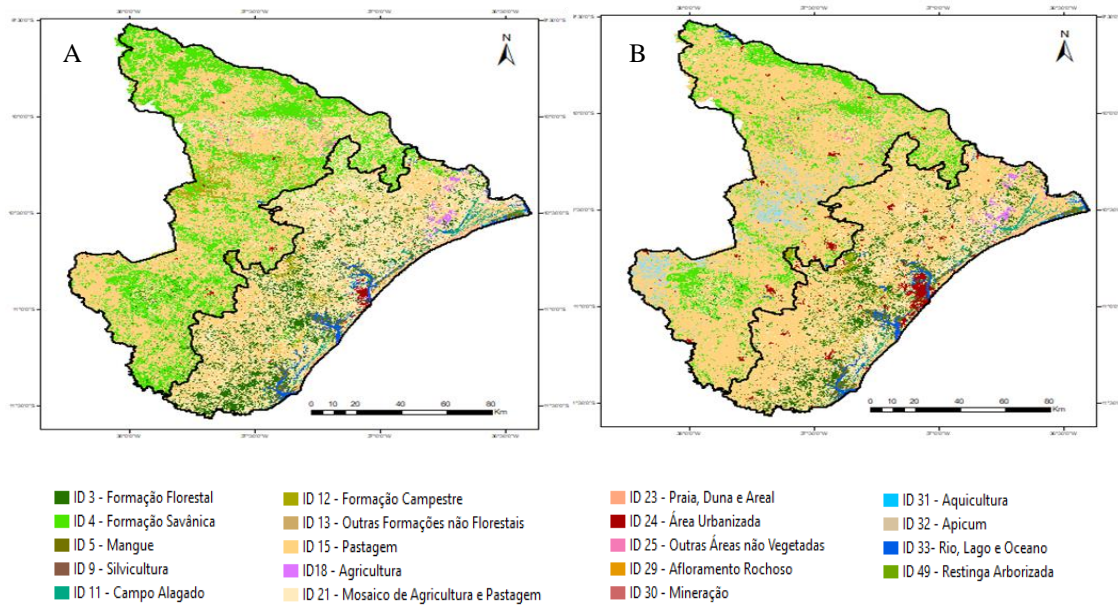 A
N
0 10 20 40 60 80
Km
B
N
0 10 20 40 60 80
Km
ID 3 - Formação Florestal
ID 4 - Formação Savânica
ID 5 - Mangue
ID 9 - Silvicultura
ID 11 - Campo Alagado
ID 12 - Formação Campestre
ID 13 - Outras Formações não Florestais
ID 15 - Pastagem
ID18 - Agricultura
ID 21 - Mosaico de Agricultura e Pastagem
ID 23 - Praia, Duna e Areal
ID 24 - Área Urbanizada
ID 25 - Outras Áreas não Vegetadas
ID 29 - Afloramento Rochoso
ID 30 - Mineração
ID 31 - Aquicultura
ID 32 - Apicum
ID 33- Rio, Lago e Oceano
ID 49 - Restinga Arborizada